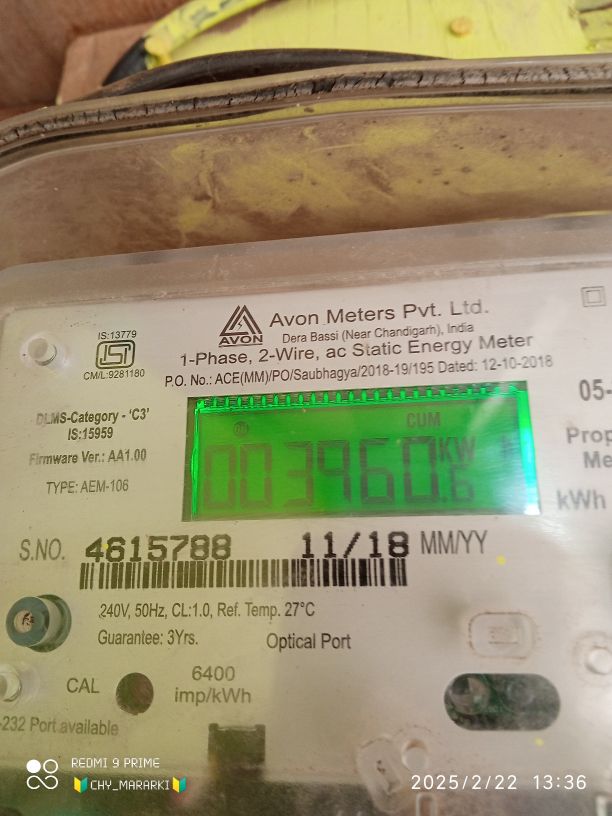 Avon Meters Pvt. Ltd.
AVON
Dera Bassi (Near Chandigarh), India
1-Phase, 2-Wire, ac Static Energy Meter
P.O. No.: ACE(MM)/PO/Saubhagya/2018-19/195 Dated: 12-10-2018
IS:13779
ISI
CM/L:9281180
DLMS-Category - 'C3'
IS:15959
Firmware Ver.: AA1.00
TYPE: AEM-106
CUM
003960.6 KW
05-
Prop
Me
kWh
S.NO. 4615788 11/18 MM/YY
240V, 50Hz, CL:1.0, Ref. Temp. 27°C
Guarantee: 3Yrs. Optical Port
CAL 6400
imp/kWh
-232 Port available
REDMI 9 PRIME
🔰CHY_MARARKI🔰
2025/2/22 13:36